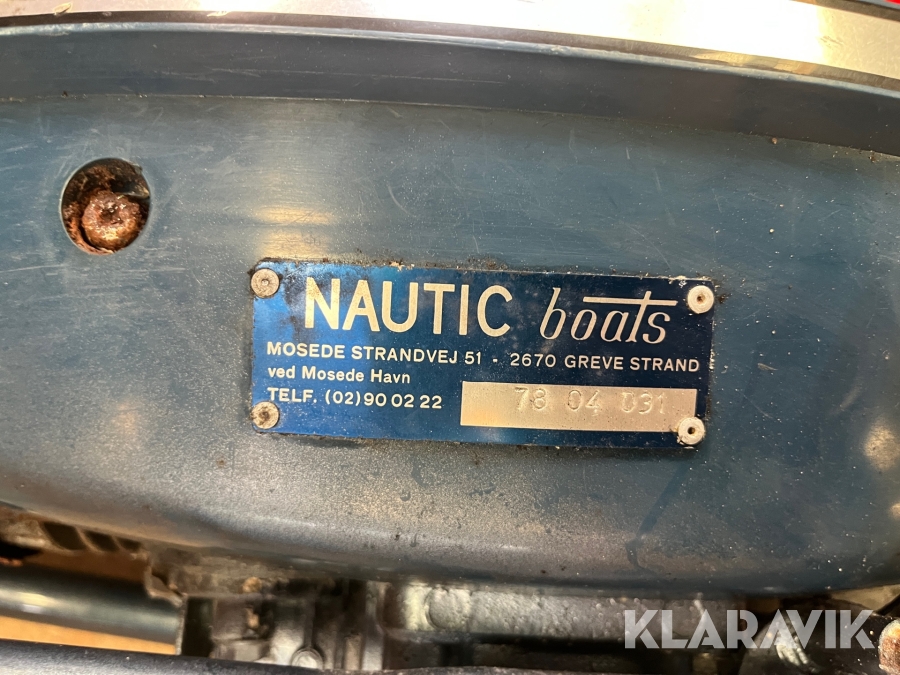 NAUTIC boats
MOSEDE STRANDVEJ 51 - 2670 GREVE STRAND
ved Mosede Havn
TELF. (02) 90 02 22
78 04 031
KLARAVIK